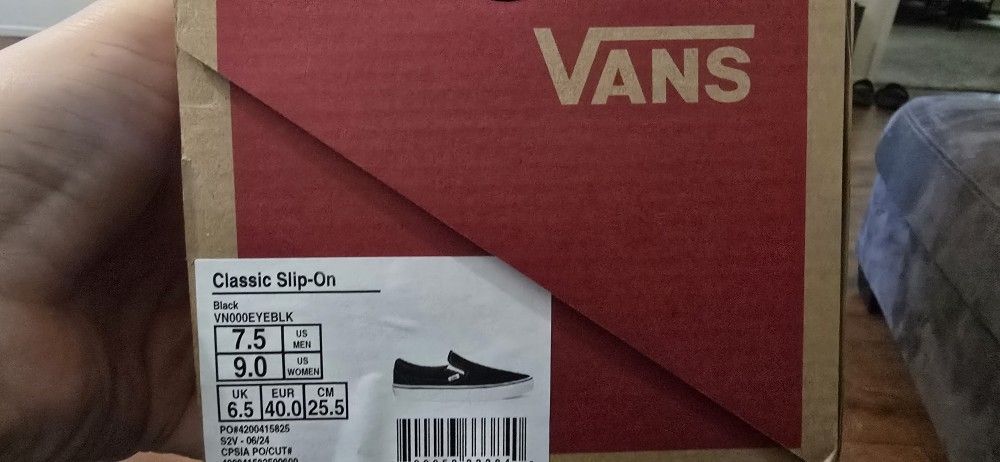 VANS
Classic Slip-On
Black
VN000EYEBLK
7.5 US MEN
9.0 US WOMEN
UK EUR CM
6.5 40.0 25.5
PO#4200415825
S2V - 06/24
CPSIA PO/CUT#